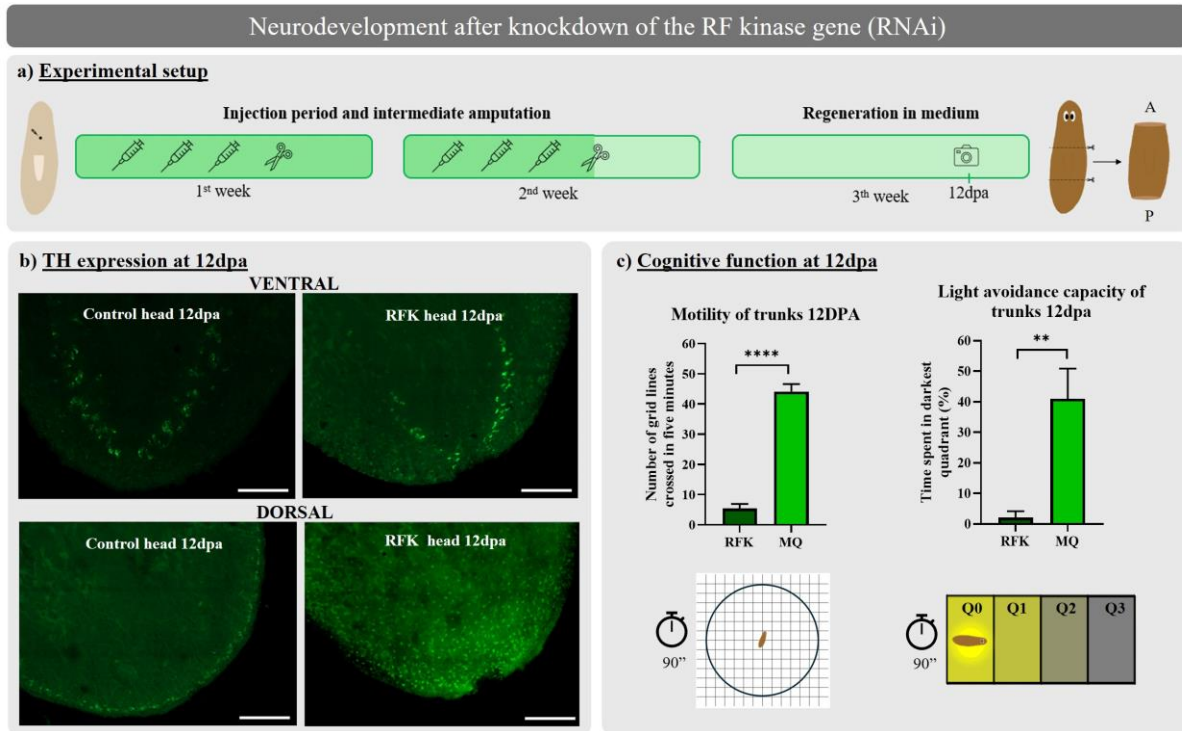 Neurodevelopment after knockdown of the RF kinase gene (RNAi)
a) Experimental setup
Injection period and intermediate amputation
Regeneration in medium
1st week
2nd week
3th week
12dpa
A
P
b) TH expression at 12dpa
VENTRAL
Control head 12dpa
RFK head 12dpa
DORSAL
Control head 12dpa
RFK head 12dpa
c) Cognitive function at 12dpa
Motility of trunks 12DPA
Number of grid lines
crossed in five minutes
60
50
40
30
20
10
0
****
RFK
MQ
90”
Light avoidance capacity of
trunks 12dpa
Time spent in darkest
quadrant (%)
60
50
40
30
20
10
0
**
RFK
MQ
90”
Q0
Q1
Q2
Q3